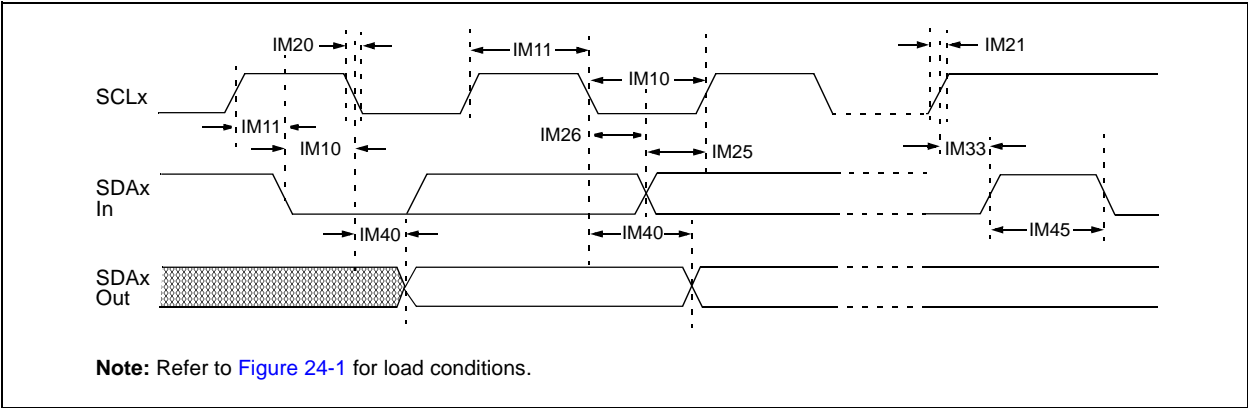 IM20
IM11
IM21
IM10
SCLx
IM11
IM26
IM10
IM25
IM33
SDAx
In
IM40
IM40
IM45
SDAx
Out
Note: Refer to Figure 24-1 for load conditions.